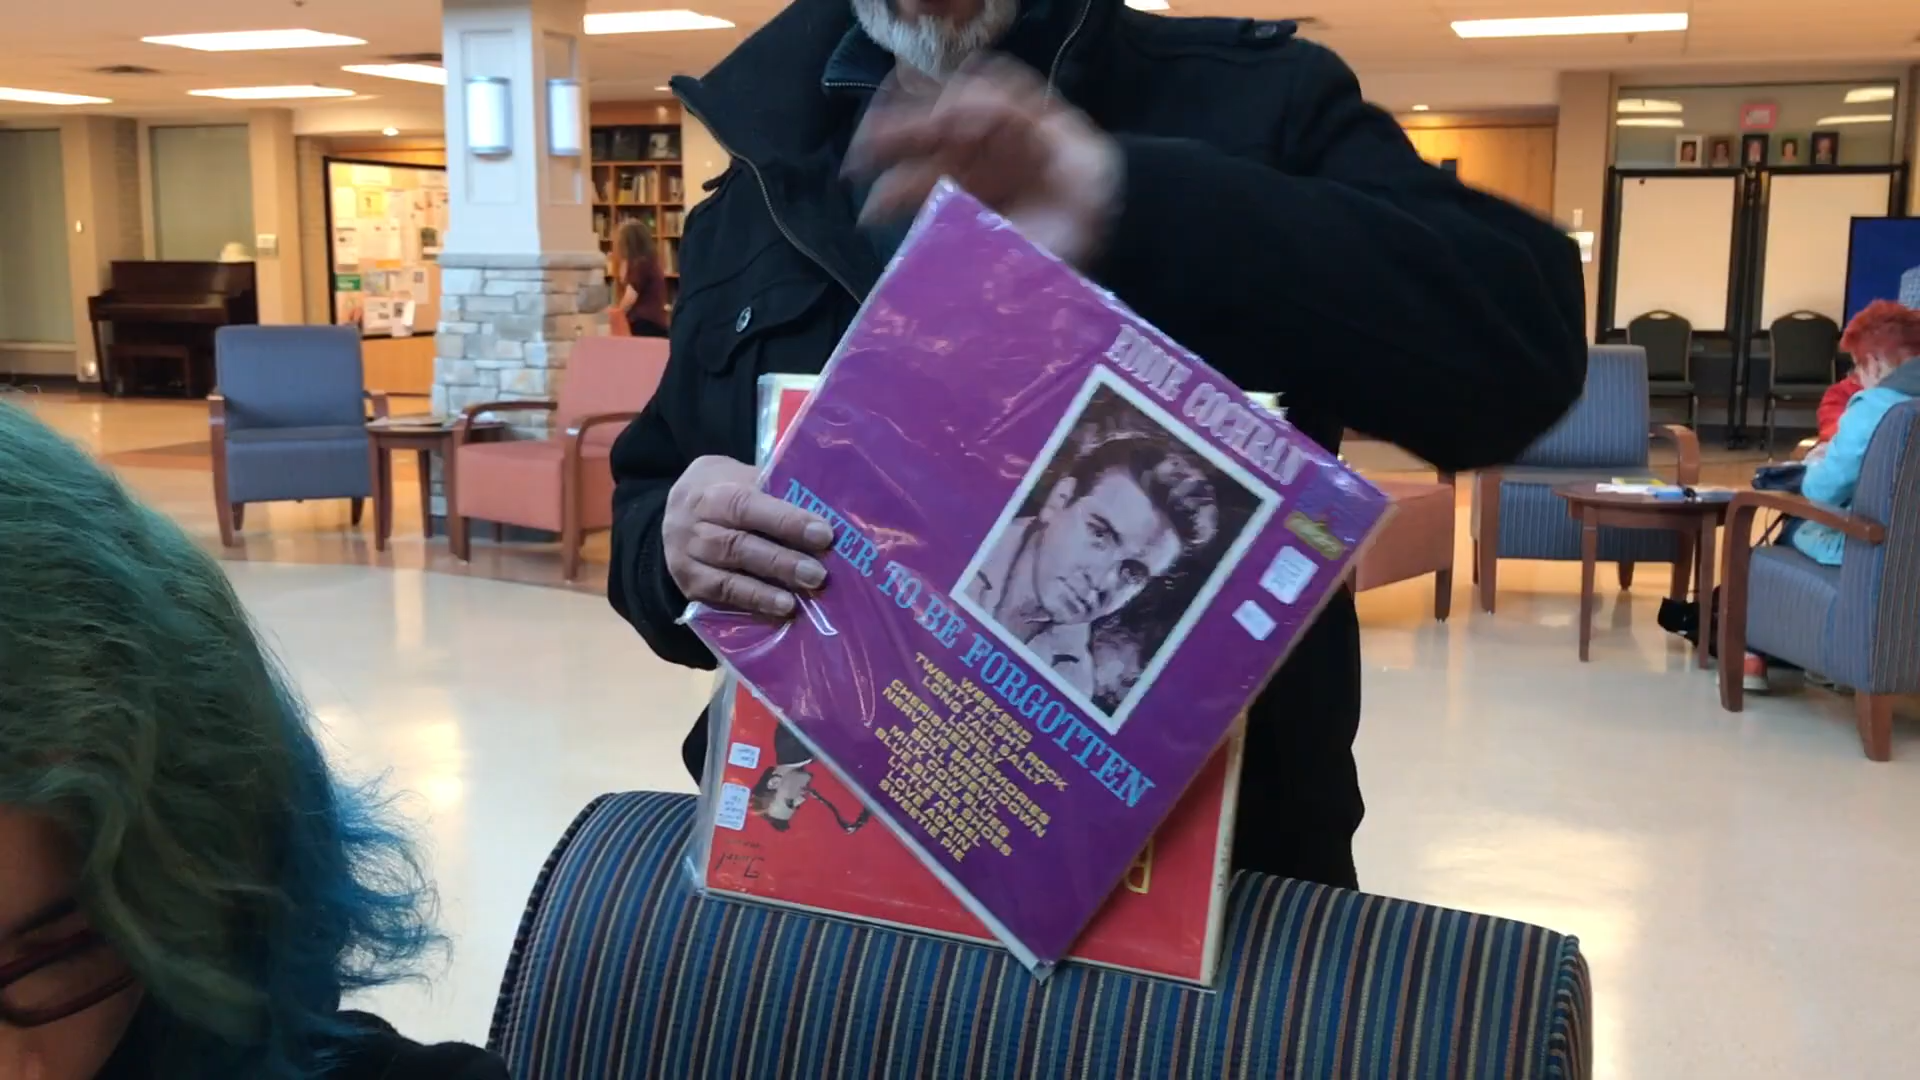 EDDIE COCHRAN
NEVER TO BE FORGOTTEN
WEEKEND
TWENTY FLIGHT ROCK
LONG TALL SALLY
LONELY
CHERISHED MEMORIES
NERVOUS BREAKDOWN
BOLL WEEVIL
MILK COW BLUES
BLUE SUEDE SHOES
LITTLE ANGEL
LOVE AGAIN
SWEETIE PIE